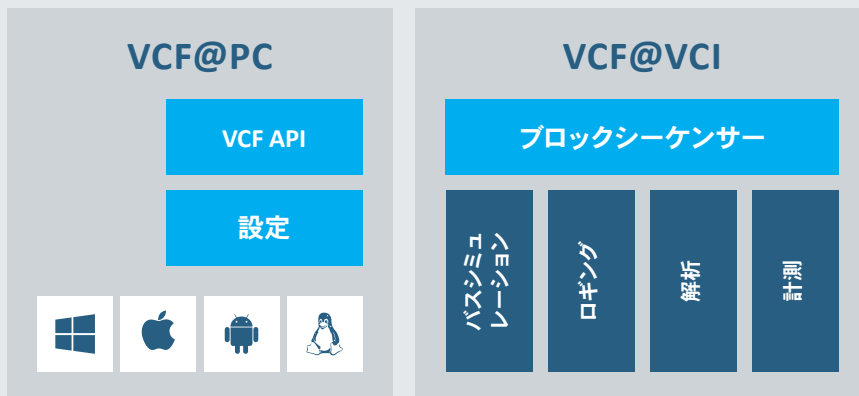 VCF@PC
VCF API
設定
VCF@VCI
ブロックシーケンサー
バスシミュ
レーション
ロギング
解析
計測